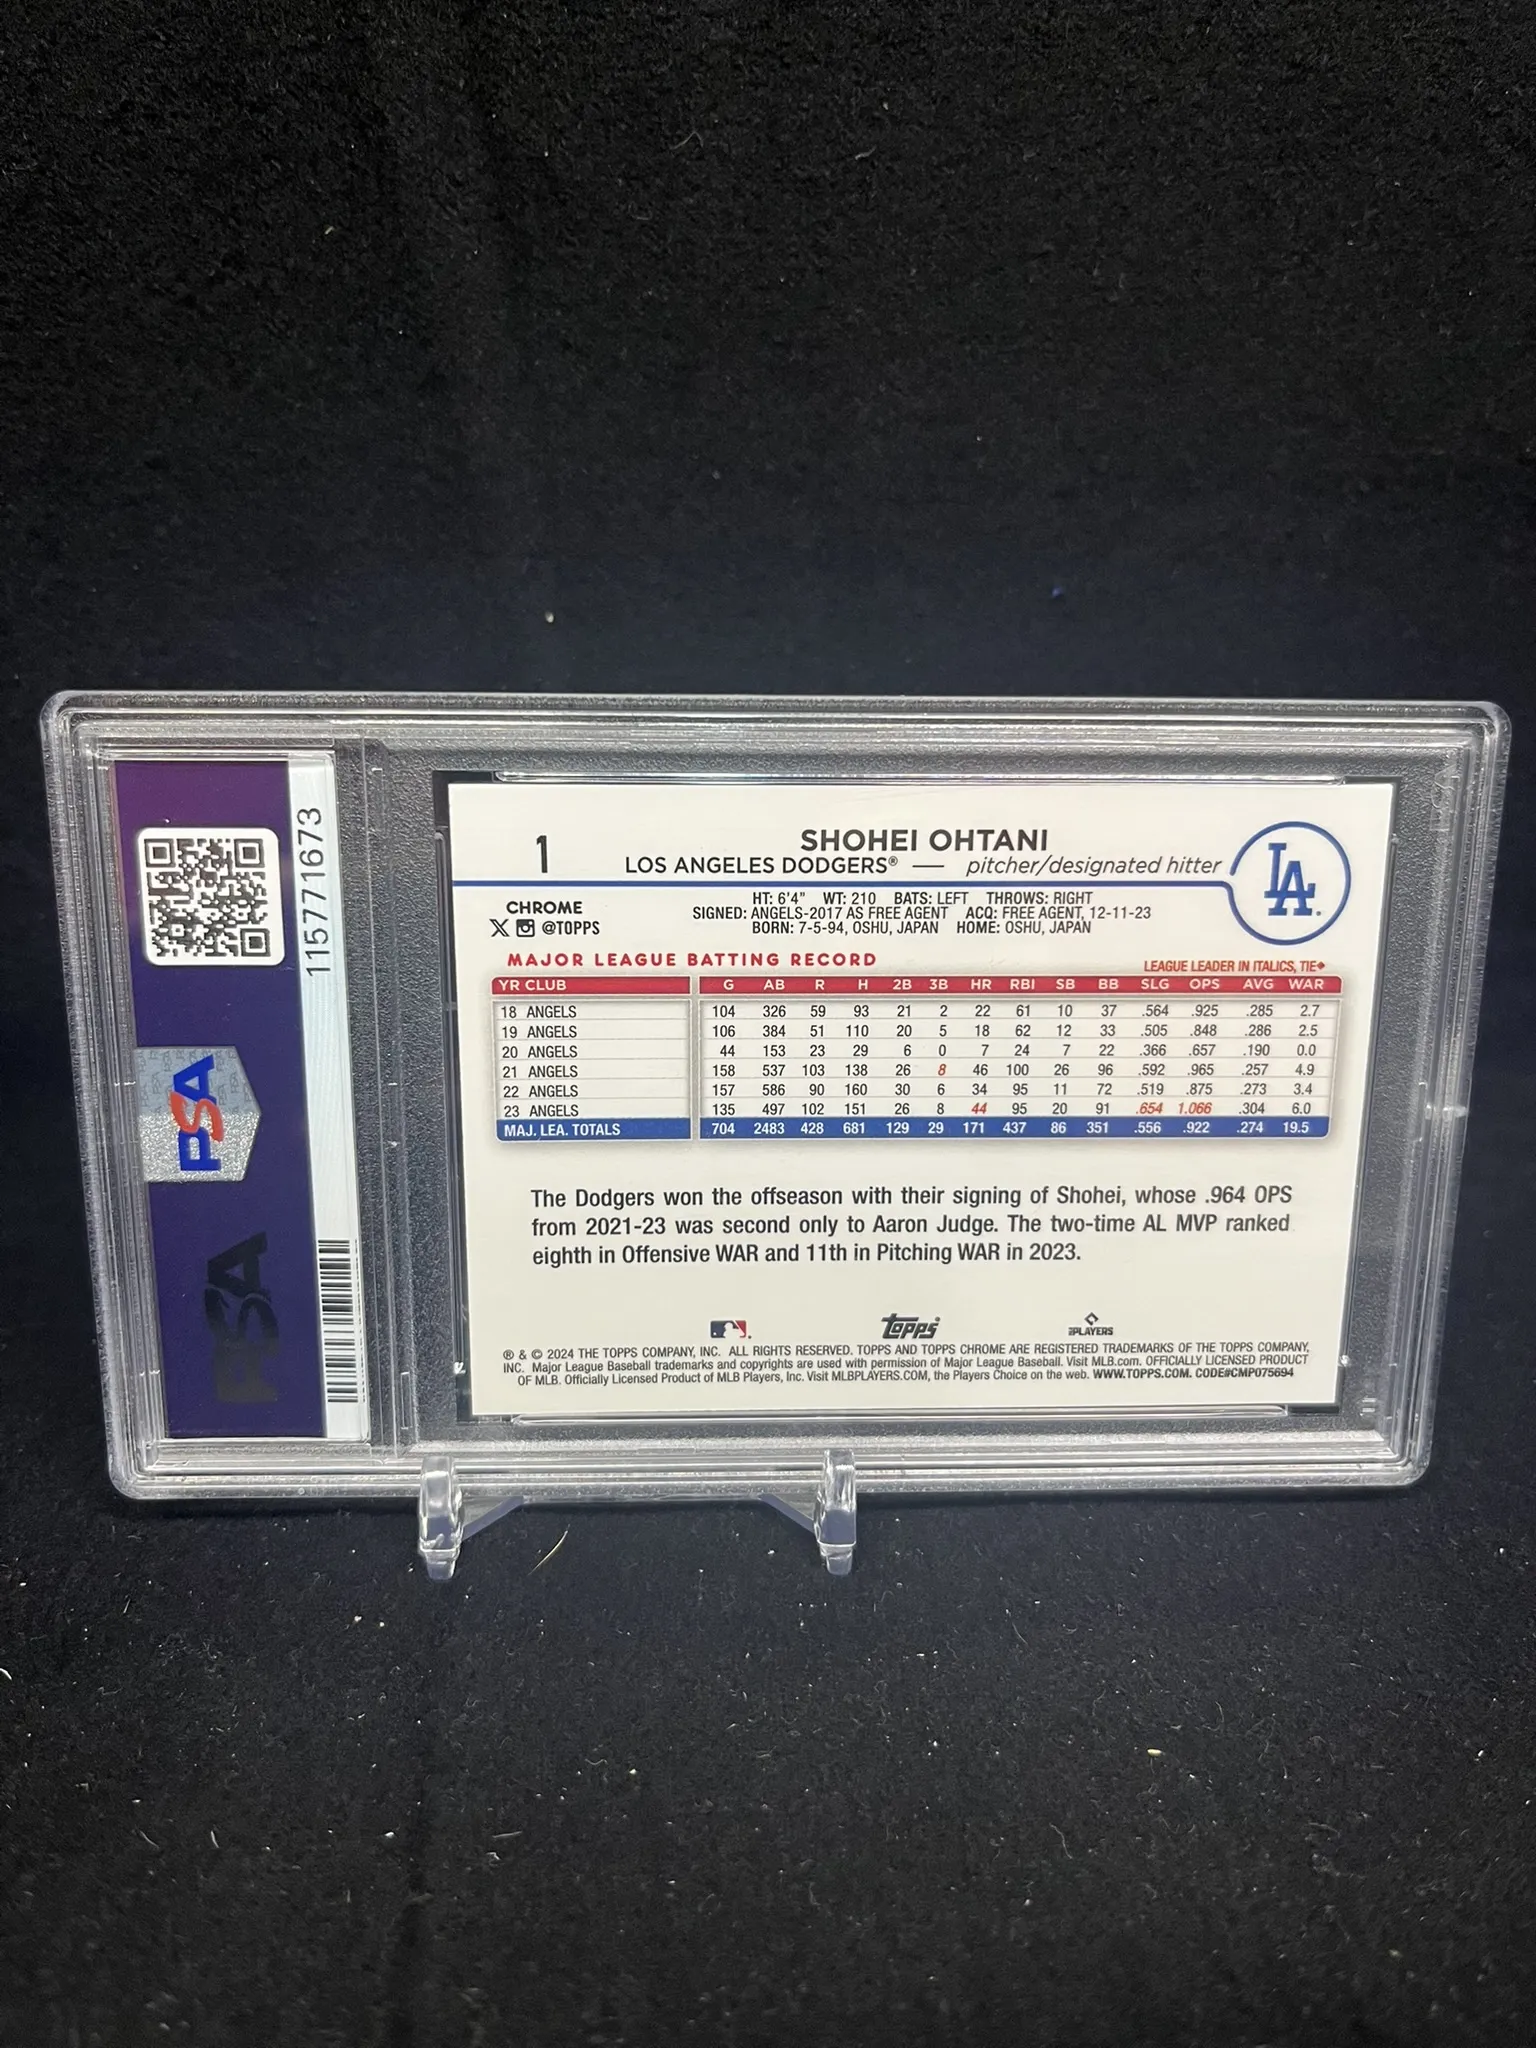 115771673
PSA
PSA
1
SHOHEI OHTANI
LOS ANGELES DODGERS® — pitcher/designated hitter
LA
CHROME
@TOPPS
HT: 6'4" WT: 210 BATS: LEFT THROWS: RIGHT
SIGNED: ANGELS-2017 AS FREE AGENT ACQ: FREE AGENT, 12-11-23
BORN: 7-5-94, OSHU, JAPAN HOME: OSHU, JAPAN
MAJOR LEAGUE BATTING RECORD
LEAGUE LEADER IN ITALICS, TIE♦
YR CLUB G AB R H 2B 3B HR RBI SB BB SLG OPS AVG WAR
18 ANGELS 104 326 59 93 21 2 22 61 10 37 .564 .925 .285 2.7
19 ANGELS 106 384 51 110 20 5 18 62 12 33 .505 .848 .286 2.5
20 ANGELS 44 153 23 29 6 0 7 24 7 22 .366 .657 .190 0.0
21 ANGELS 158 537 103 138 26 8 46 100 26 96 .592 .965 .257 4.9
22 ANGELS 157 586 90 160 30 6 34 95 11 72 .519 .875 .273 3.4
23 ANGELS 135 497 102 151 26 8 44 95 20 91 .654 1.066 .304 6.0
MAJ. LEA. TOTALS 704 2483 428 681 129 29 171 437 86 351 .556 .922 .274 19.5
The Dodgers won the offseason with their signing of Shohei, whose .964 OPS
from 2021-23 was second only to Aaron Judge. The two-time AL MVP ranked
eighth in Offensive WAR and 11th in Pitching WAR in 2023.
topps
PLAYERS
® & © 2024 THE TOPPS COMPANY, INC. ALL RIGHTS RESERVED. TOPPS AND TOPPS CHROME ARE REGISTERED TRADEMARKS OF THE TOPPS COMPANY,
INC. Major League Baseball trademarks and copyrights are used with permission of Major League Baseball. Visit MLB.com. OFFICIALLY LICENSED PRODUCT
OF MLB. Officially Licensed Product of MLB Players, Inc. Visit MLBPLAYERS.COM, the Players Choice on the web. WWW.TOPPS.COM. CODE#CMP075694